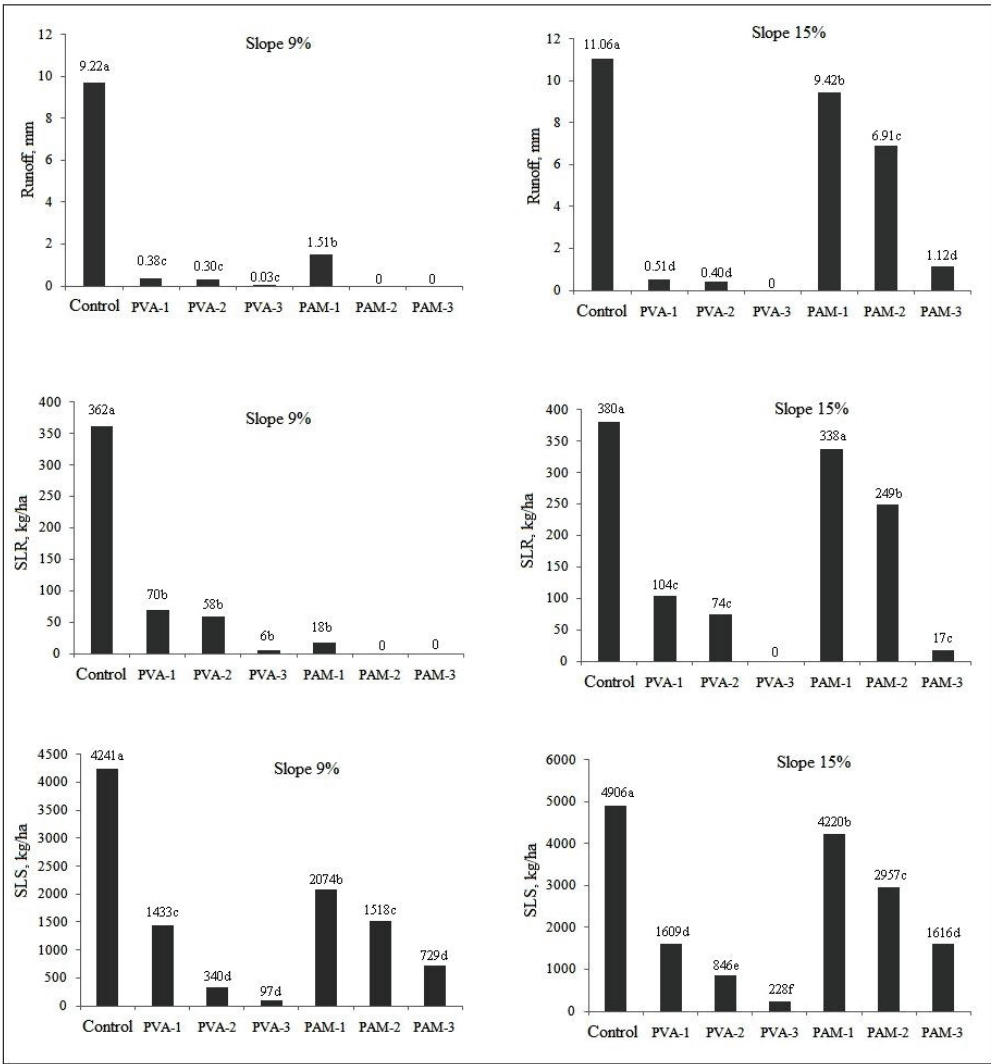 Slope 9%
Runoff, mm
12
10
8
6
4
2
0
9.22a
0.38c
0.30c
0.03c
1.51b
0
0
Control PVA-1 PVA-2 PVA-3 PAM-1 PAM-2 PAM-3
Slope 15%
Runoff, mm
12
10
8
6
4
2
0
11.06a
0.51d
0.40d
0
9.42b
6.91c
1.12d
Control PVA-1 PVA-2 PVA-3 PAM-1 PAM-2 PAM-3
Slope 9%
SLR, kg/ha
400
350
300
250
200
150
100
50
0
362a
70b
58b
6b
18b
0
0
Control PVA-1 PVA-2 PVA-3 PAM-1 PAM-2 PAM-3
Slope 15%
SLR, kg/ha
400
350
300
250
200
150
100
50
0
380a
104c
74c
0
338a
249b
17c
Control PVA-1 PVA-2 PVA-3 PAM-1 PAM-2 PAM-3
Slope 9%
SLS, kg/ha
4500
4000
3500
3000
2500
2000
1500
1000
500
0
4241a
1433c
340d
97d
2074b
1518c
729d
Control PVA-1 PVA-2 PVA-3 PAM-1 PAM-2 PAM-3
Slope 15%
SLS, kg/ha
6000
5000
4000
3000
2000
1000
0
4906a
1609d
846e
228f
4220b
2957c
1616d
Control PVA-1 PVA-2 PVA-3 PAM-1 PAM-2 PAM-3